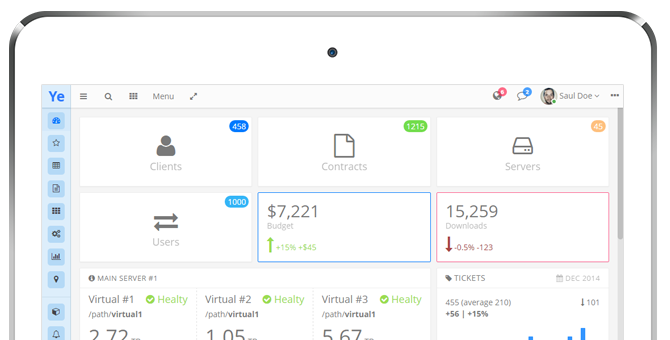 Ye Menu 6 2 Saul Doe
458 1215 45
Clients Contracts Servers
1000
Users
$7,221
Budget
+15% +$45
15,259
Downloads
-0.5% -123
MAIN SERVER #1
Virtual #1 Healty Virtual #2 Healty Virtual #3 Healty
/path/virtual1 /path/virtual1 /path/virtual1
2.72 1.05 5.67
TICKETS DEC 2014
455 (average 210) 101
+56 | +15%